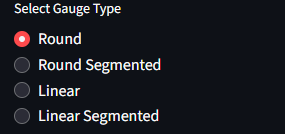 Select Gauge Type
Round
Round Segmented
Linear
Linear Segmented